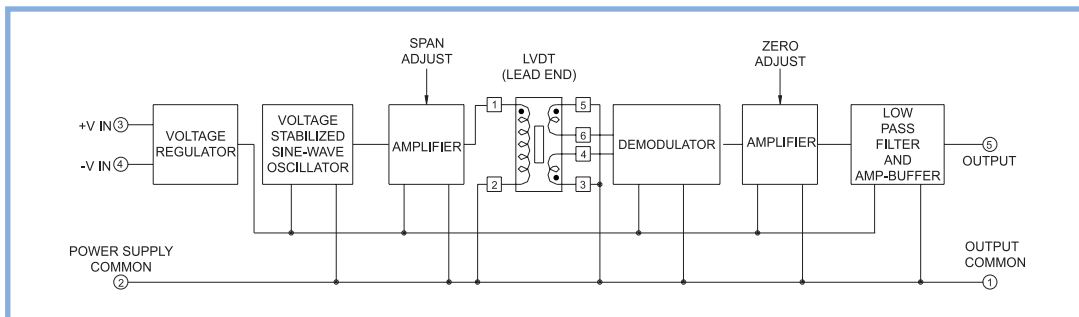 SPAN
ADJUST
LVDT
(LEAD END)
ZERO
ADJUST
+V IN 3
-V IN 4
VOLTAGE
REGULATOR
VOLTAGE
STABILIZED
SINE-WAVE
OSCILLATOR
AMPLIFIER
1
2
5
6
4
3
DEMODULATOR
AMPLIFIER
LOW
PASS
FILTER
AND
AMP-BUFFER
5
OUTPUT
POWER SUPPLY
COMMON
2
OUTPUT
COMMON
1